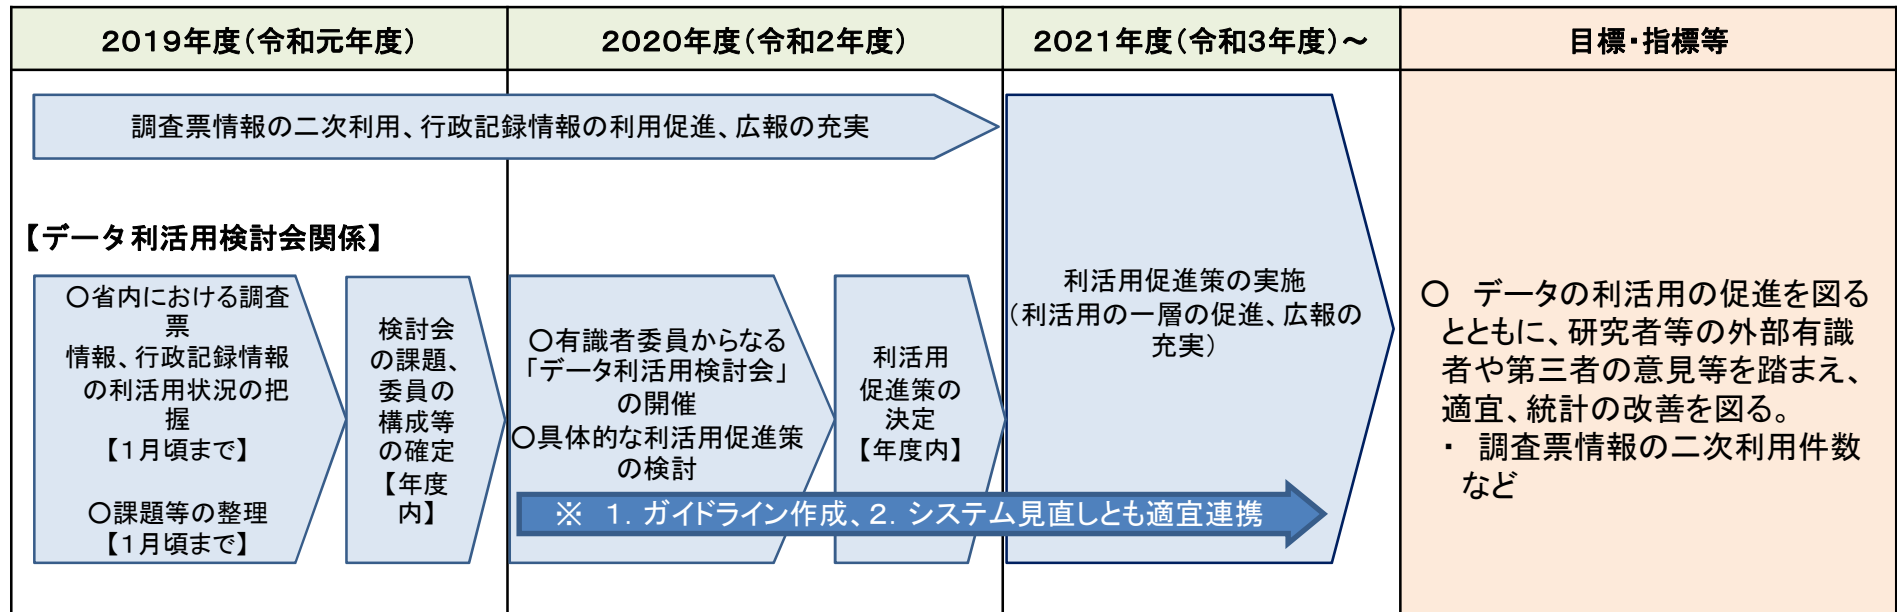 2019年度（令和元年度）
2020年度（令和2年度）
2021年度（令和3年度）～
目標・指標等
調査票情報の二次利用、行政記録情報の利用促進、広報の充実
【データ利活用検討会関係】
○省内における調査
票
情報、行政記録情報
の利活用状況の把
握
【1月頃まで】
○課題等の整理
【1月頃まで】
検討会
の課題、
委員の
構成等
の確定
【年度
内】
○有識者委員からなる
「データ利活用検討会」
の開催
○具体的な利活用促進策
の検討
利活用
促進策の
決定
【年度内】
※　1．ガイドライン作成、2．システム見直しとも適宜連携
利活用促進策の実施
（利活用の一層の促進、広報の
充実）
○　データの利活用の促進を図る
とともに、研究者等の外部有識
者や第三者の意見等を踏まえ、
適宜、統計の改善を図る。
・　調査票情報の二次利用件数
など